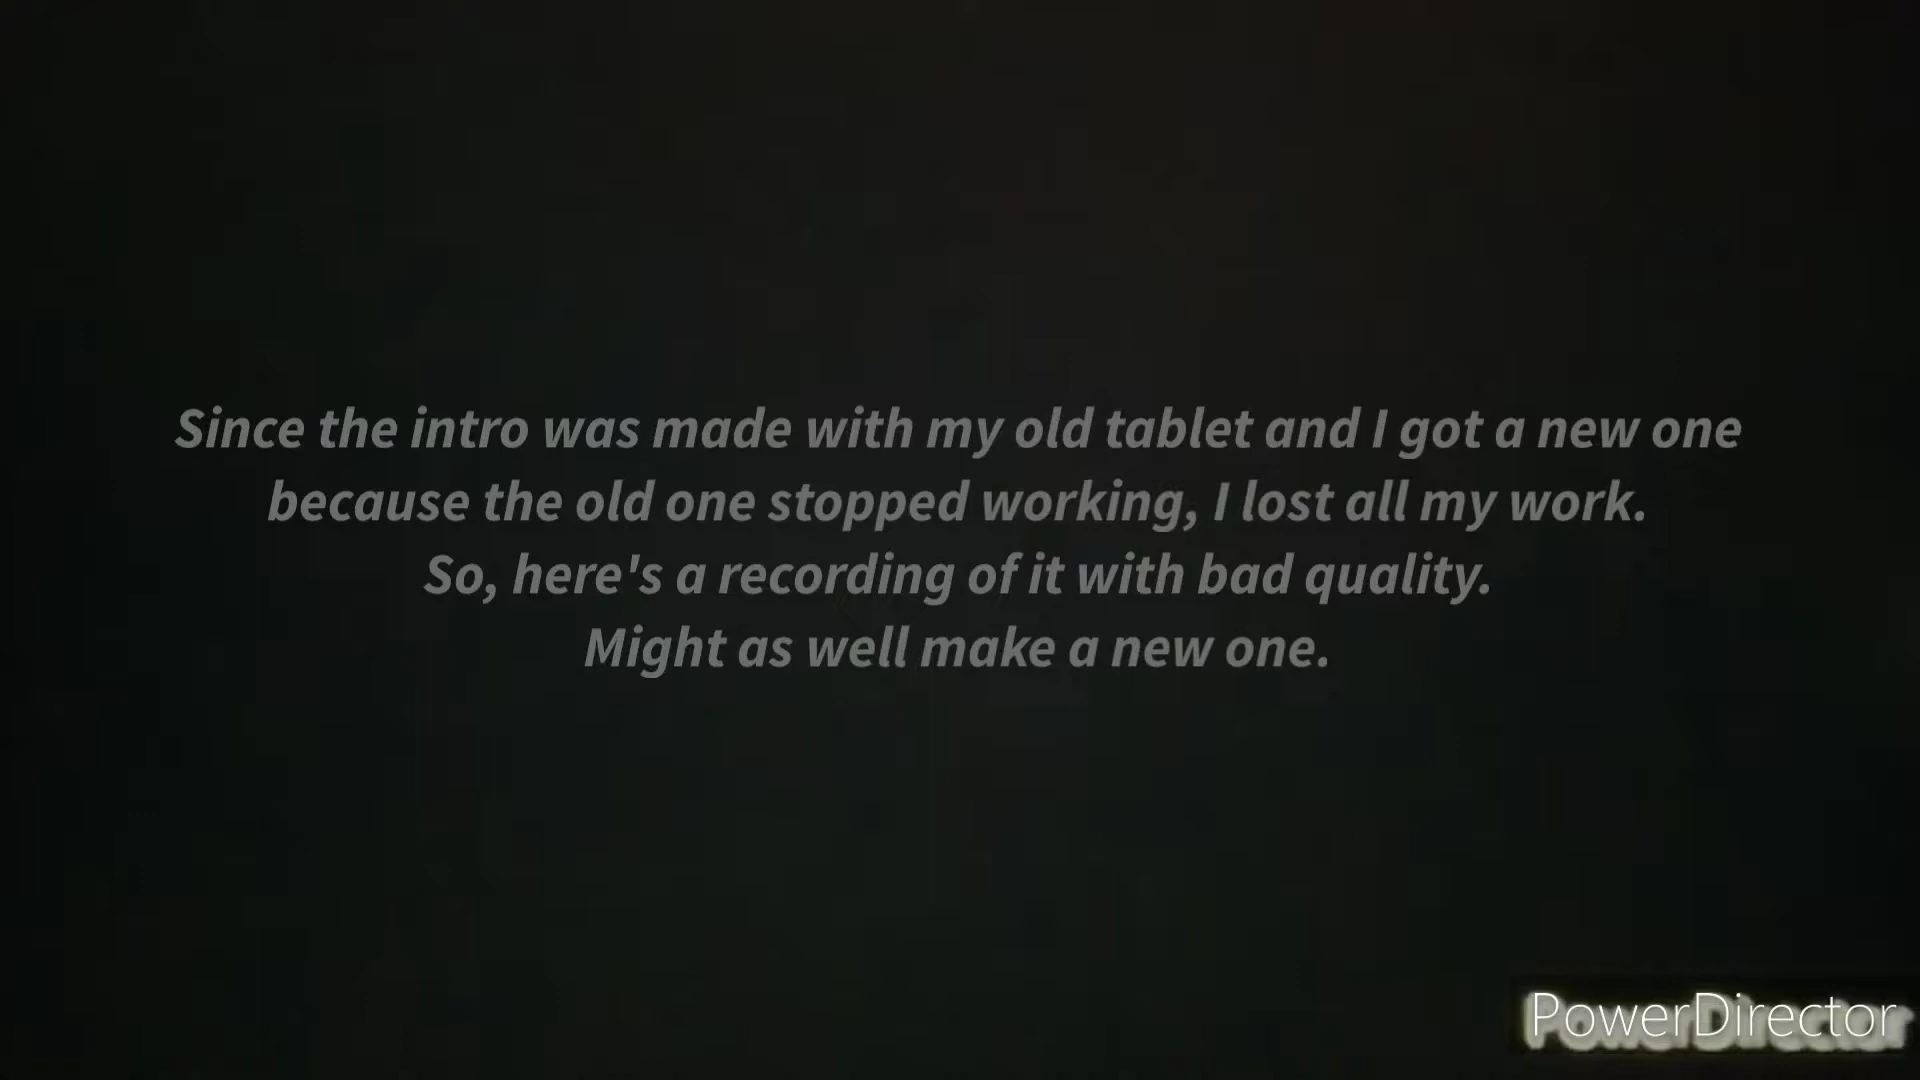 Since the intro was made with my old tablet and I got a new one
because the old one stopped working, I lost all my work.
So, here's a recording of it with bad quality.
Might as well make a new one.
PowerDirector